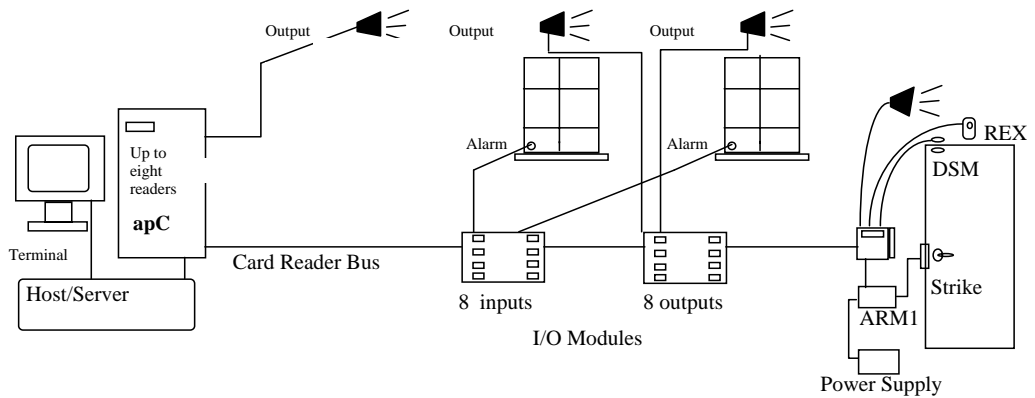 Output
Output
Output
REX
Up to
eight
readers
apC
Alarm
Alarm
DSM
Terminal
Card Reader Bus
Host/Server
8 inputs
8 outputs
Strike
ARM1
I/O Modules
Power Supply